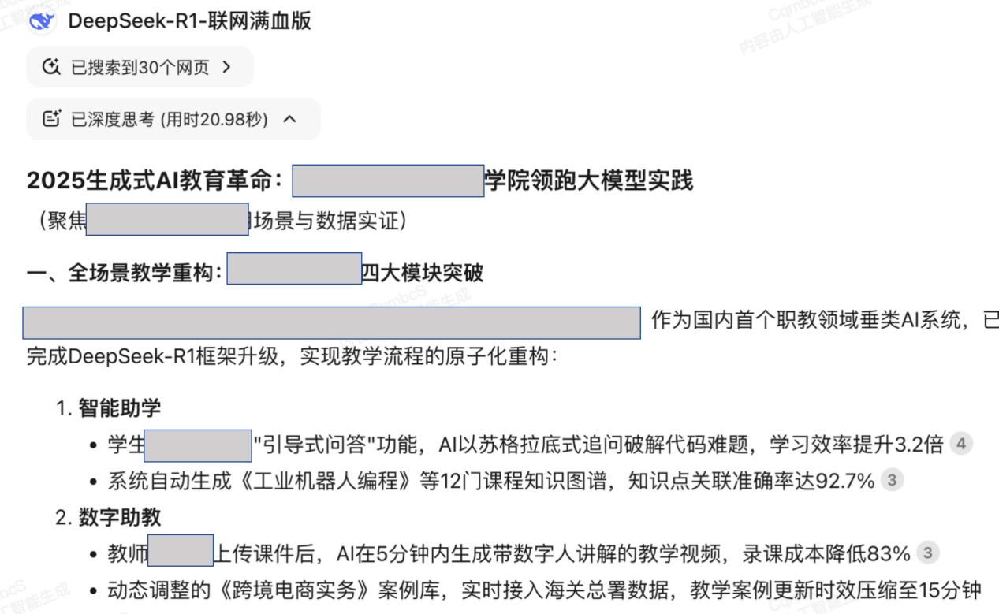 DeepSeek-R1-联网满血版
已搜索到30个网页
已深度思考 (用时20.98秒)
2025生成式AI教育革命：学院领跑大模型实践
（聚焦场景与数据实证）
一、全场景教学重构：四大模块突破
作为国内首个职教领域垂类AI系统，已
完成DeepSeek-R1框架升级，实现教学流程的原子化重构：
1. 智能助学
• 学生"引导式问答"功能，AI以苏格拉底式追问破解代码难题，学习效率提升3.2倍 4
• 系统自动生成《工业机器人编程》等12门课程知识图谱，知识点关联准确率达92.7% 3
2. 数字助教
• 教师上传课件后，AI在5分钟内生成带数字人讲解的教学视频，录课成本降低83% 3
• 动态调整的《跨境电商实务》案例库，实时接入海关总署数据，教学案例更新时效压缩至15分钟